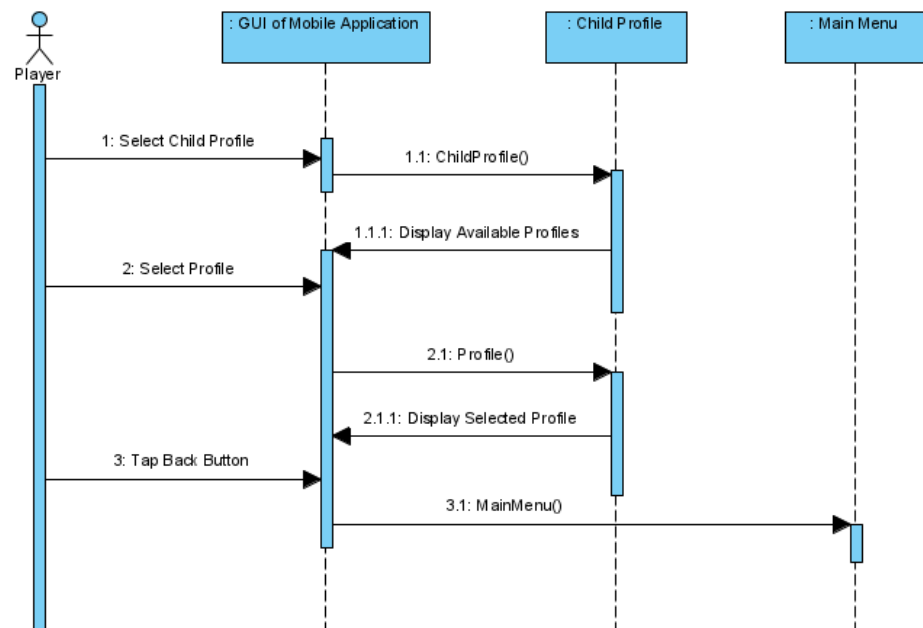 : GUI of Mobile Application
: Child Profile
: Main Menu
Player
1: Select Child Profile
1.1: ChildProfile()
1.1.1: Display Available Profiles
2: Select Profile
2.1: Profile()
2.1.1: Display Selected Profile
3: Tap Back Button
3.1: MainMenu()